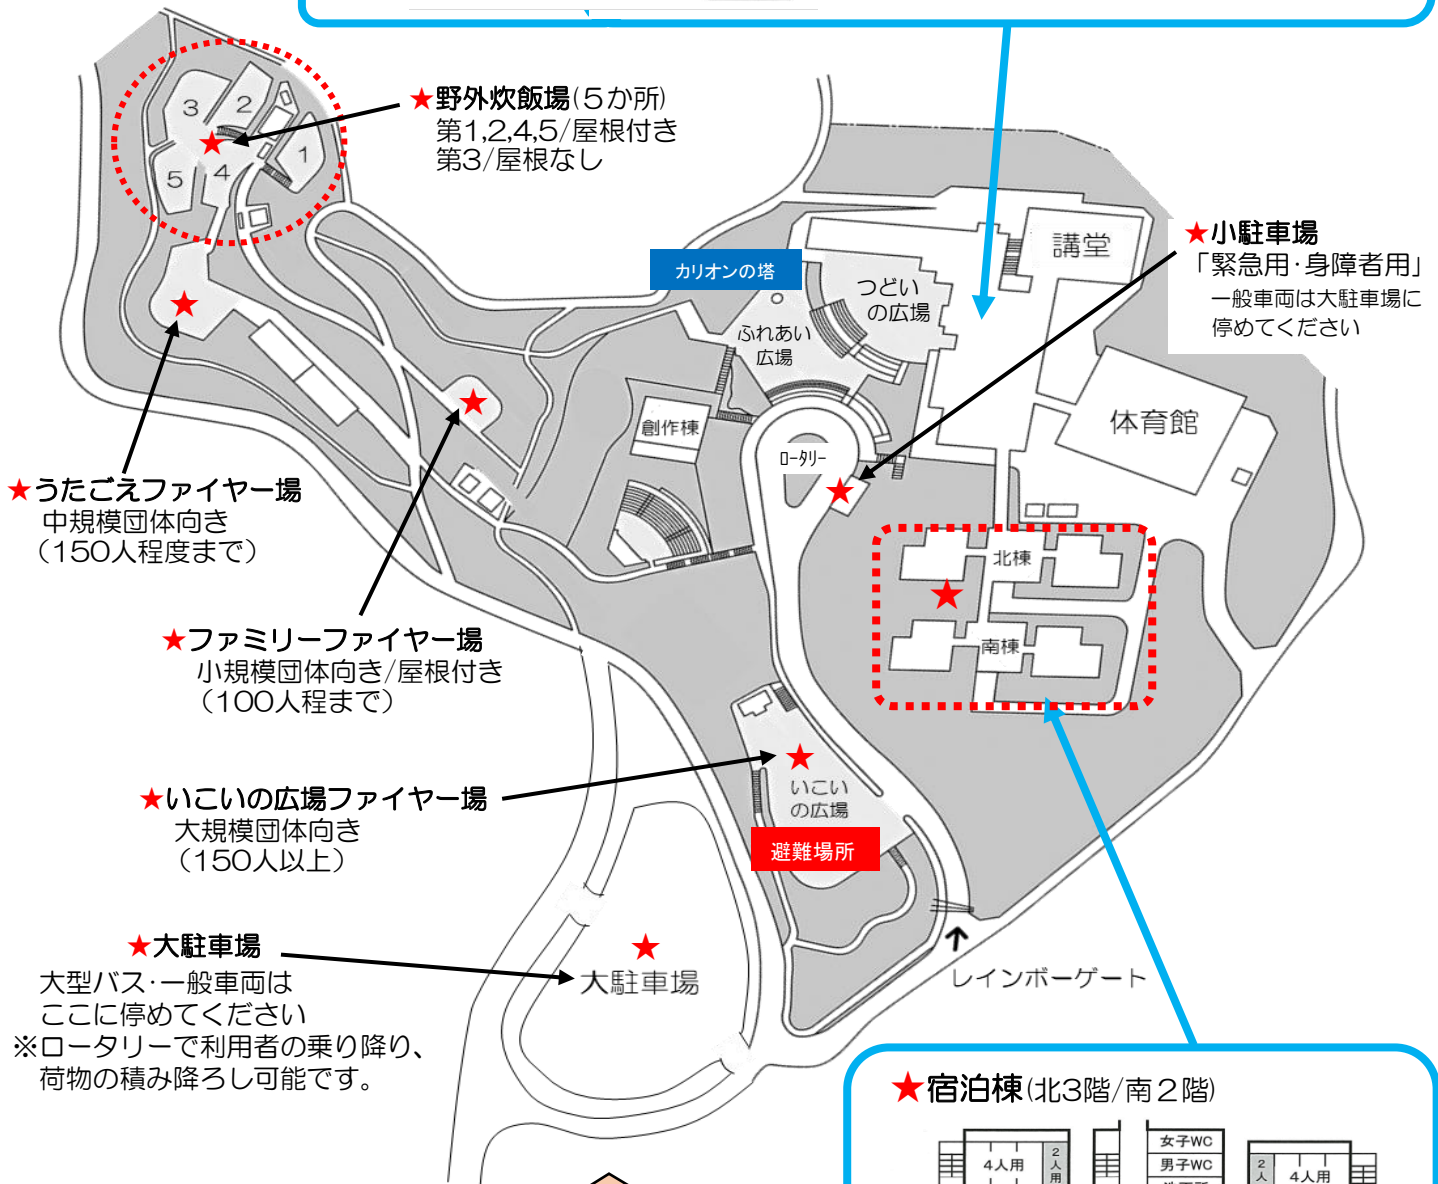 ★野外炊飯場(5か所)
第1,2,4,5/屋根付き
第3/屋根なし
3
2
1
5
4
カリオンの塔
つどい
の広場
ふれあい
広場
講堂
★小駐車場
「緊急用・身障者用」
一般車両は大駐車場に
停めてください
体育館
創作棟
ロータリー
★うたごえファイヤー場
中規模団体向き
（150人程度まで）
北棟
南棟
★ファミリーファイヤー場
小規模団体向き/屋根付き
（100人程まで）
★いこいの広場ファイヤー場
大規模団体向き
（150人以上）
いこい
の広場
避難場所
★大駐車場
大型バス・一般車両は
ここに停めてください
※ロータリーで利用者の乗り降り、
荷物の積み降ろし可能です。
大駐車場
レインボーゲート
★宿泊棟(北3階/南２階)
女子WC
男子WC
4人用
2人用
2人
4人用